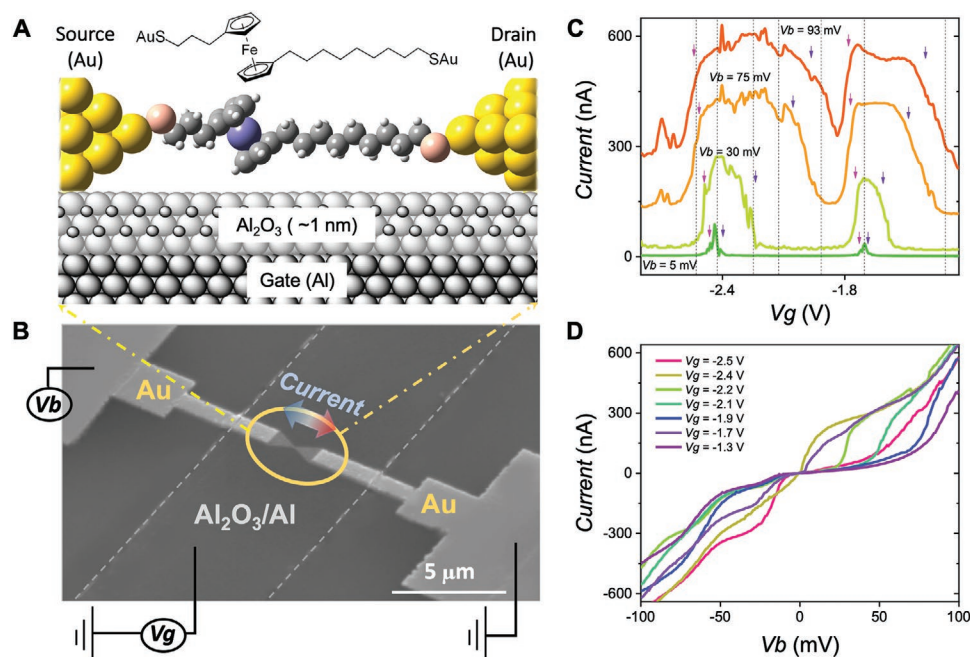 A
Source
(Au)
AuS
Fe
SAu
Drain
(Au)
Al₂O₃ ( ~1 nm)
Gate (Al)
B
Vb
Au
Current
Al₂O₃/Al
Au
5 μm
Vg
C
Current (nA)
600
300
0
Vb = 93 mV
Vb = 75 mV
Vb = 30 mV
Vb = 5 mV
-2.4
-1.8
Vg (V)
D
Current (nA)
600
300
0
-300
-600
Vg = -2.5 V
Vg = -2.4 V
Vg = -2.2 V
Vg = -2.1 V
Vg = -1.9 V
Vg = -1.7 V
Vg = -1.3 V
-100
-50
0
50
100
Vb (mV)